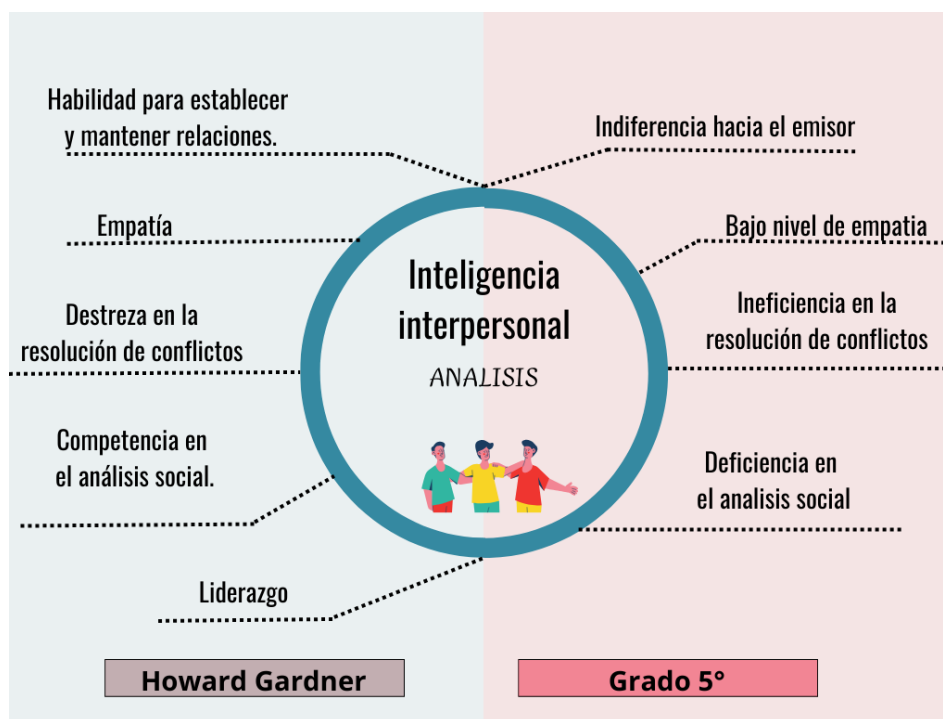 Habilidad para establecer
y mantener relaciones.
Empatía
Destreza en la
resolución de conflictos
Competencia en
el análisis social.
Liderazgo
Inteligencia
interpersonal
ANALISIS
Indiferencia hacia el emisor
Bajo nivel de empatia
Ineficiencia en la
resolución de conflictos
Deficiencia en
el analisis social
Howard Gardner
Grado 5°